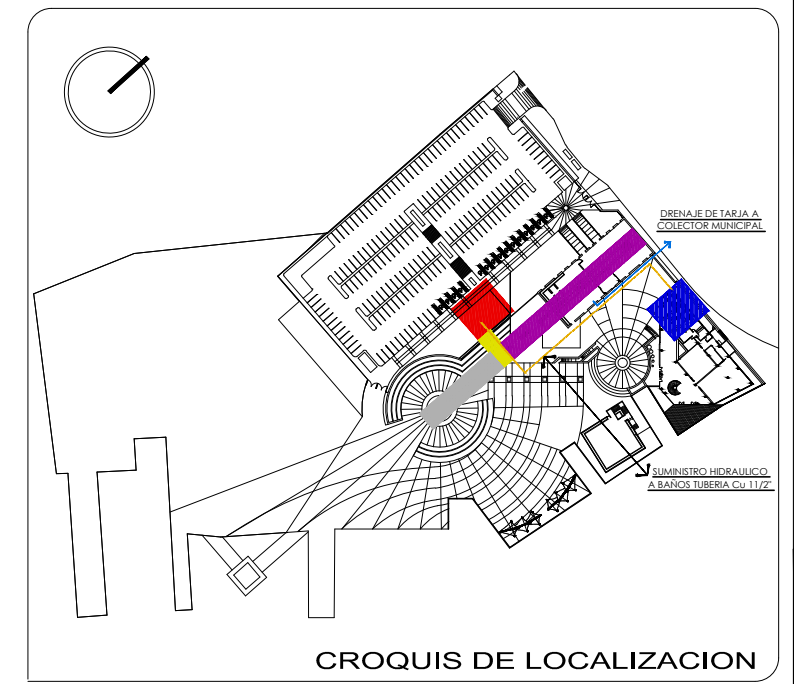 DRENAJE DE TARJA A
COLECTOR MUNICIPAL
SUMINISTRO HIDRAULICO
A BAÑOS TUBERIA Cu 11/2"
CROQUIS DE LOCALIZACION